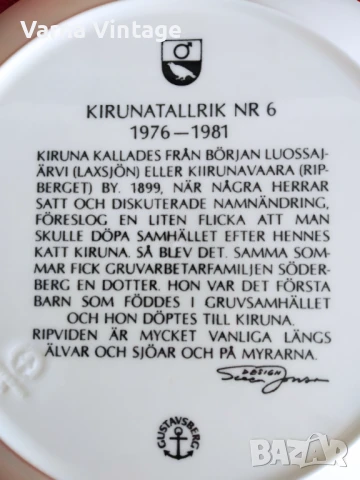 Varna Vintage
KIRUNATALLRIK NR 6
1976—1981
KIRUNA KALLADES FRÅN BÖRJAN LUOSSAJ-
ÄRVI (LAXSJÖN) ELLER KIIRUNAVAARA (RIP-
BERGET) BY. 1899, NÄR NÅGRA HERRAR
SATT OCH DISKUTERADE NAMNÄNDRING,
FÖRESLOG EN LITEN FLICKA ATT MAN
SKULLE DÖPA SAMHÄLLET EFTER HENNES
KATT KIRUNA. SÅ BLEV DET. SAMMA SOM-
MAR FICK GRUVARBETARFAMILJEN SÖDER-
BERG EN DOTTER. HON VAR DET FÖRSTA
BARN SOM FÖDDES I GRUVSAMHÄLLET
OCH HON DÖPTES TILL KIRUNA.
RIPVIDEN ÄR MYCKET VANLIGA LÄNGS
ÄLVAR OCH SJÖAR OCH PÅ MYRARNA.
DESIGN
GUSTAVSBERG
BAZAR
bg